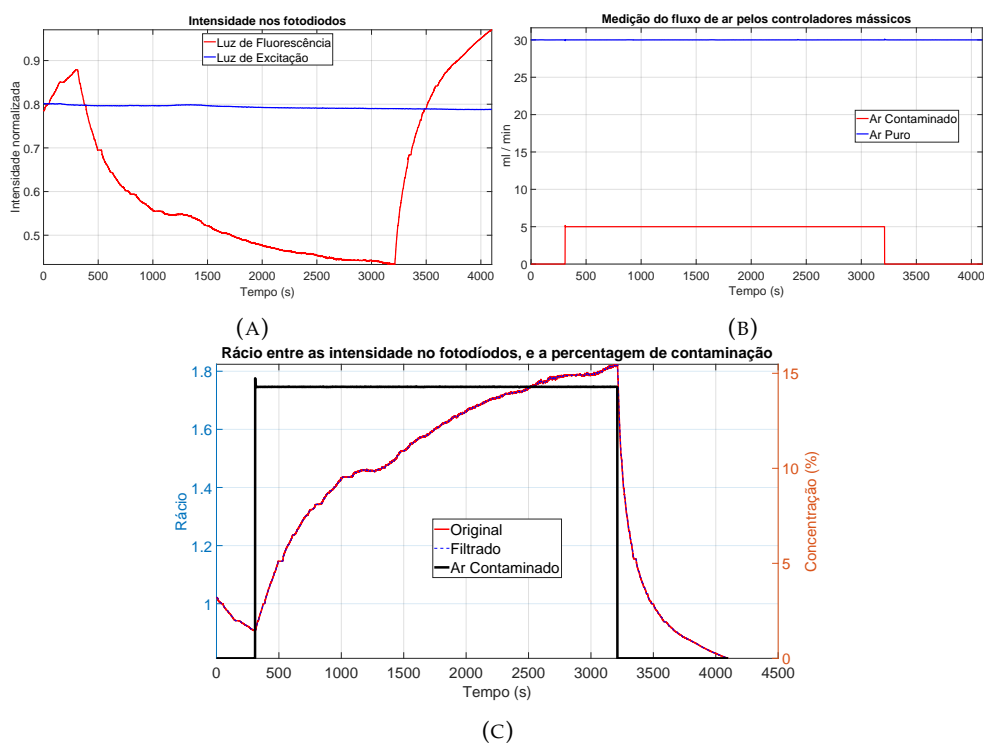 Intensidade nos fotodiodos
Luz de Fluorescência
Luz de Excitação
Intensidade normalizada
0.9
0.8
0.7
0.6
0.5
0 500 1000 1500 2000 2500 3000 3500 4000
Tempo (s)
(A)
Medição do fluxo de ar pelos controladores mássicos
Ar Contaminado
Ar Puro
ml / min
30
25
20
15
10
5
0
0 500 1000 1500 2000 2500 3000 3500 4000
Tempo (s)
(B)
Rácio entre as intensidade no fotodíodos, e a percentagem de contaminação
Original
Filtrado
Ar Contaminado
Rácio
1.8
1.6
1.4
1.2
1
Concentração (%)
15
10
5
0
0 500 1000 1500 2000 2500 3000 3500 4000 4500
Tempo (s)
(C)